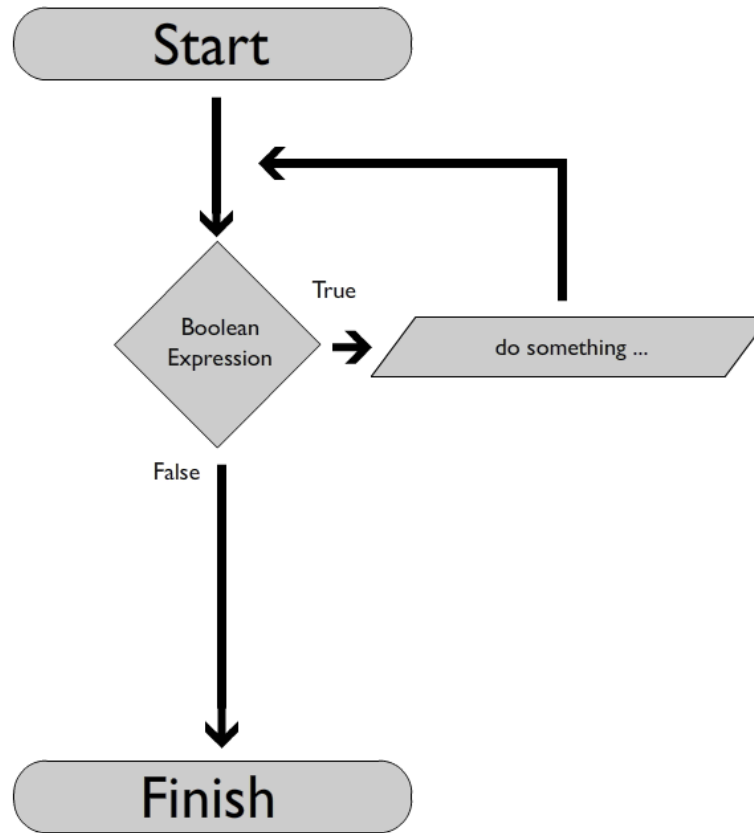 Start
True
Boolean
Expression
do something ...
False
Finish